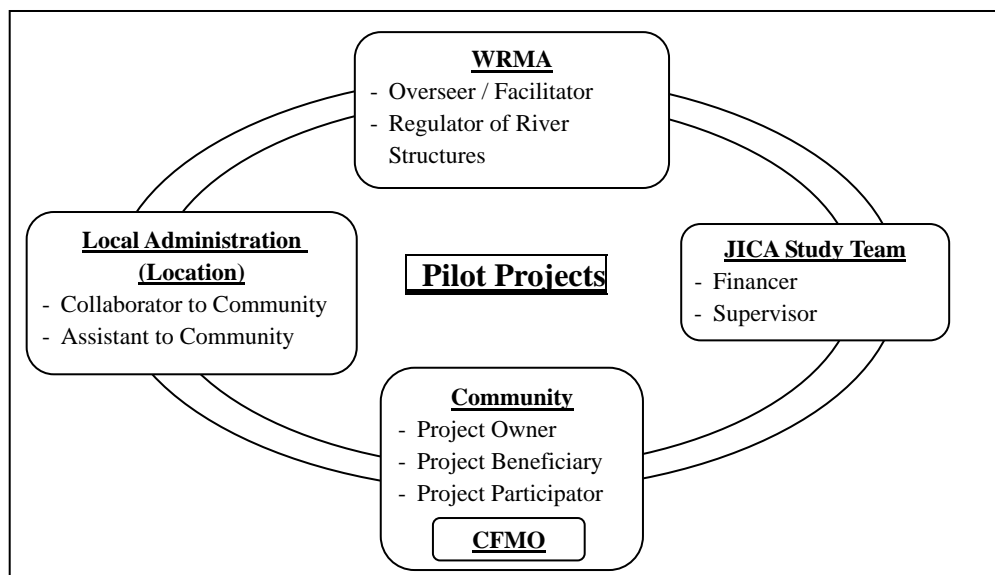 WRMA
- Overseer / Facilitator
- Regulator of River
Structures
Local Administration
(Location)
- Collaborator to Community
- Assistant to Community
Pilot Projects
JICA Study Team
- Financer
- Supervisor
Community
- Project Owner
- Project Beneficiary
- Project Participator
CFMO